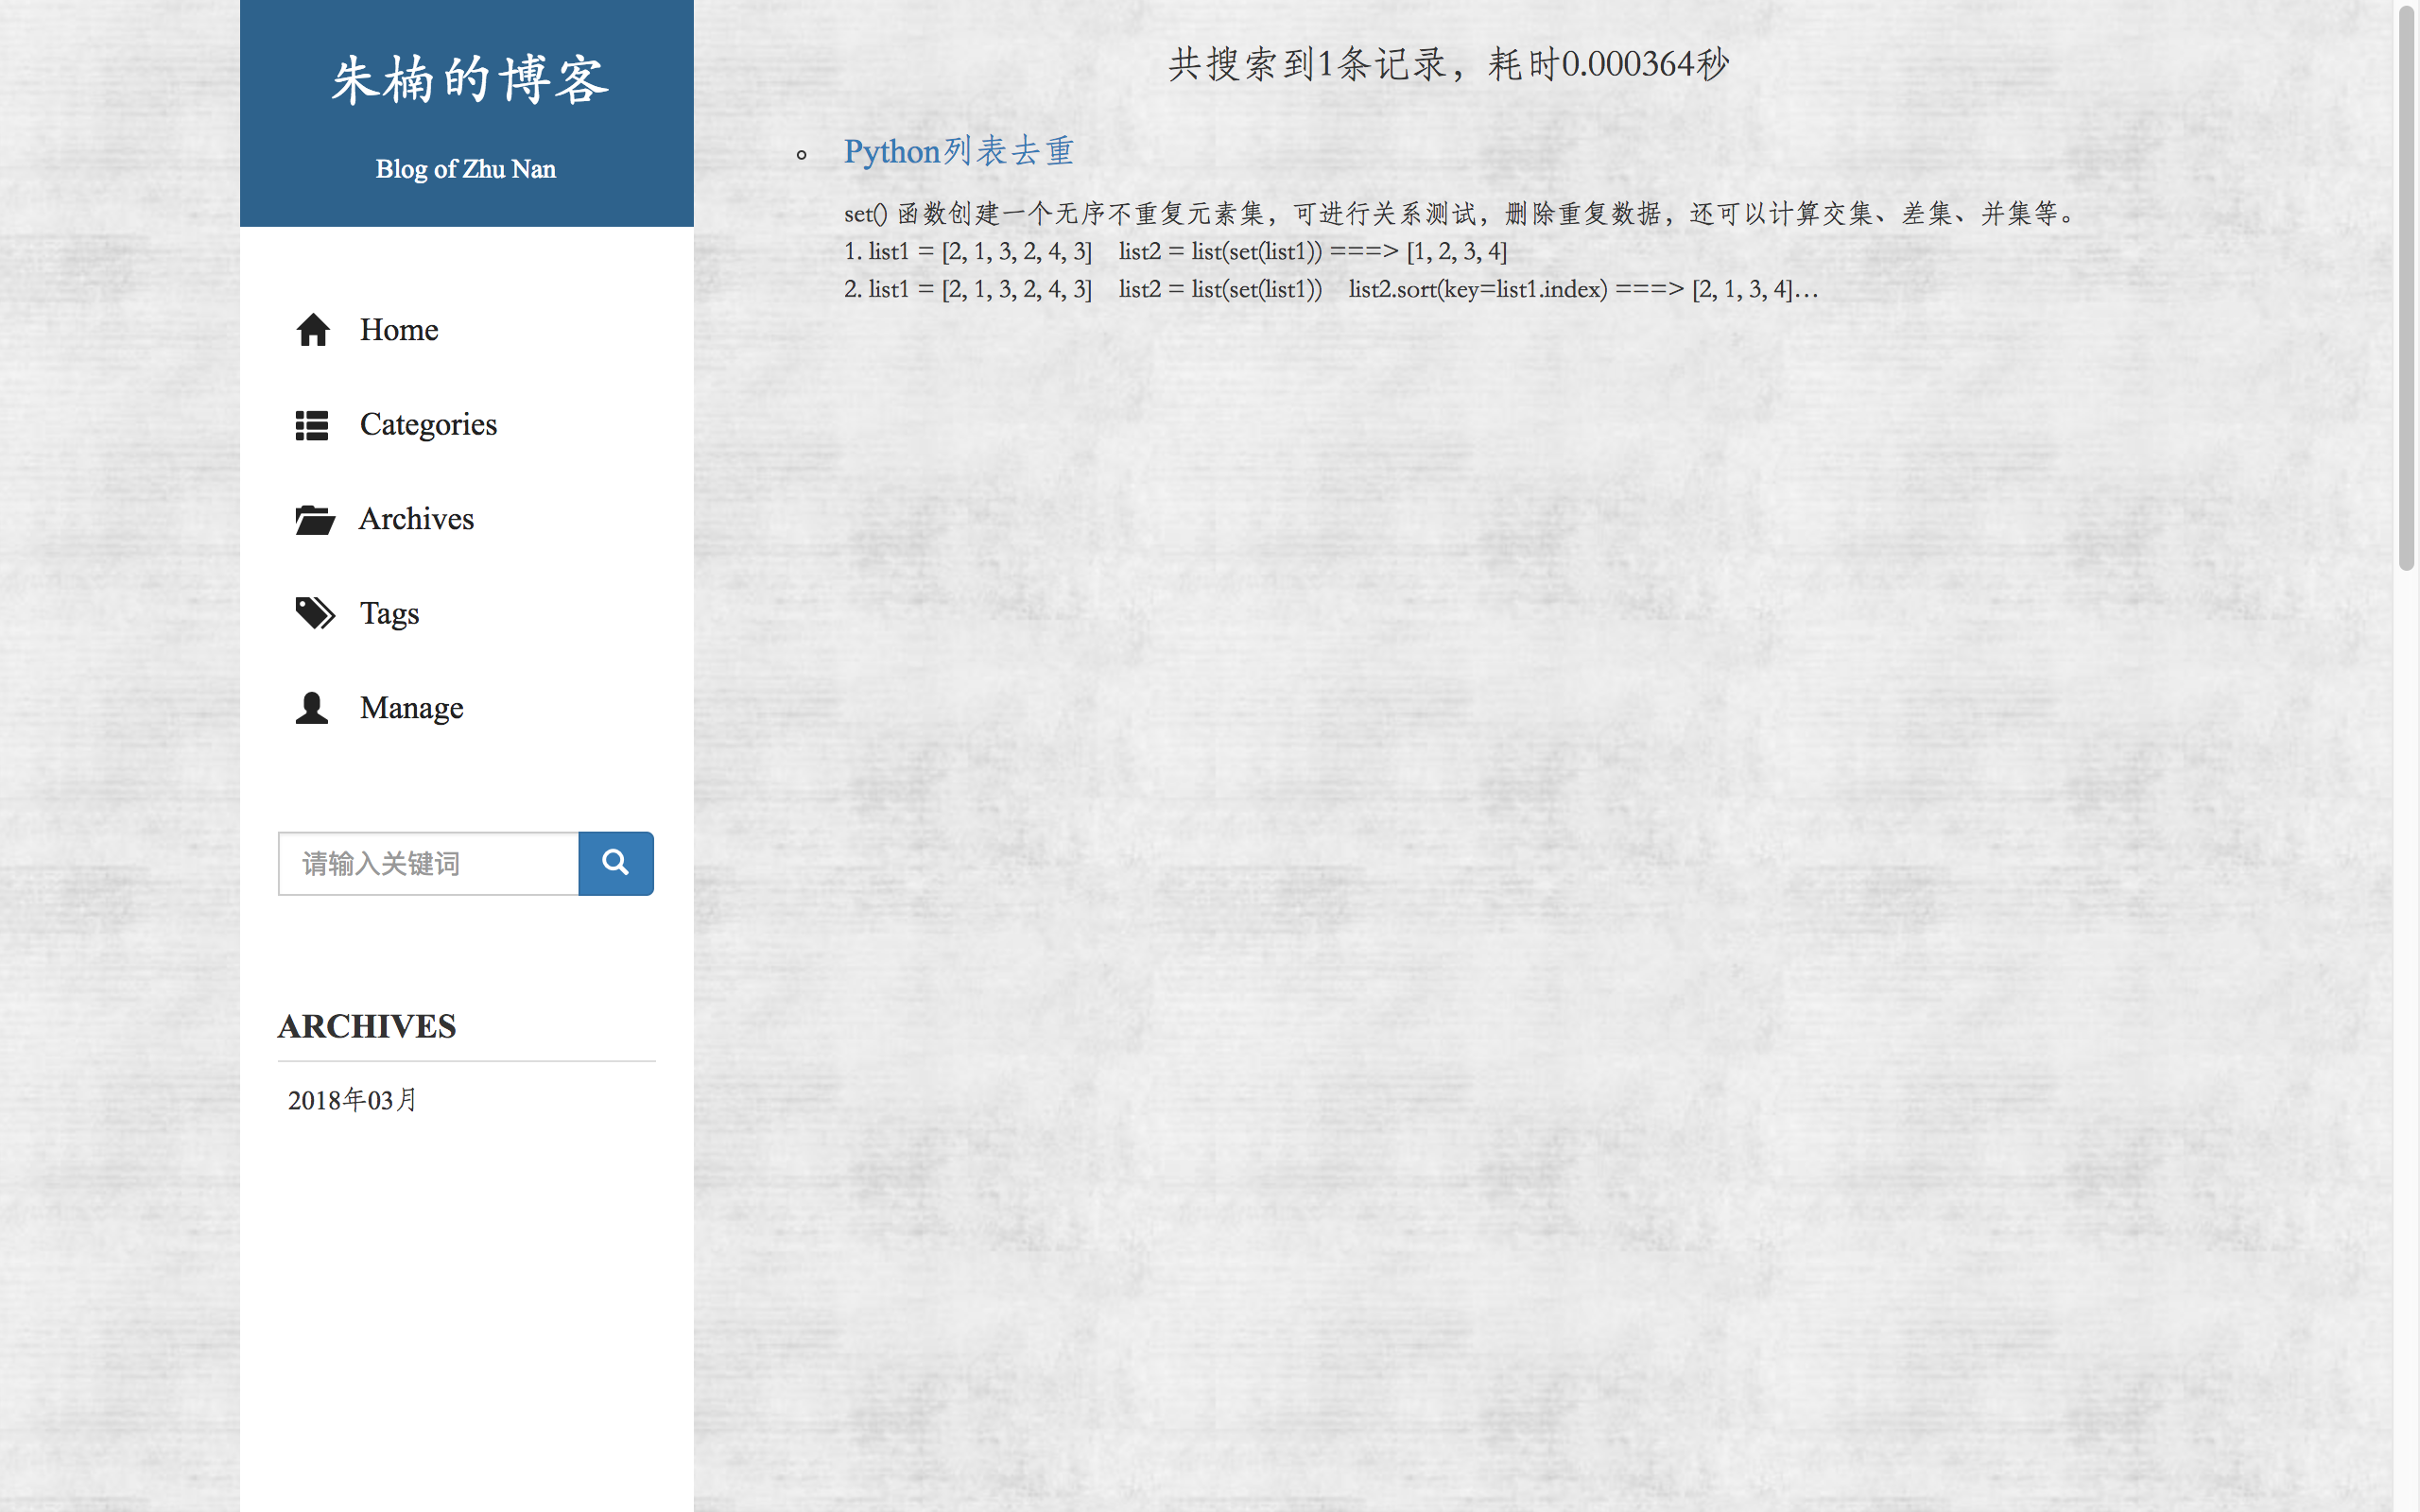 朱楠的博客
Blog of Zhu Nan
Home
Categories
Archives
Tags
Manage
请输入关键词
ARCHIVES
2018年03月
共搜索到1条记录，耗时0.000364秒
Python列表去重
set() 函数创建一个无序不重复元素集，可进行关系测试，删除重复数据，还可以计算交集、差集、并集等。
1. list1 = [2, 1, 3, 2, 4, 3]    list2 = list(set(list1)) ===> [1, 2, 3, 4]
2. list1 = [2, 1, 3, 2, 4, 3]    list2 = list(set(list1))    list2.sort(key=list1.index) ===> [2, 1, 3, 4]…